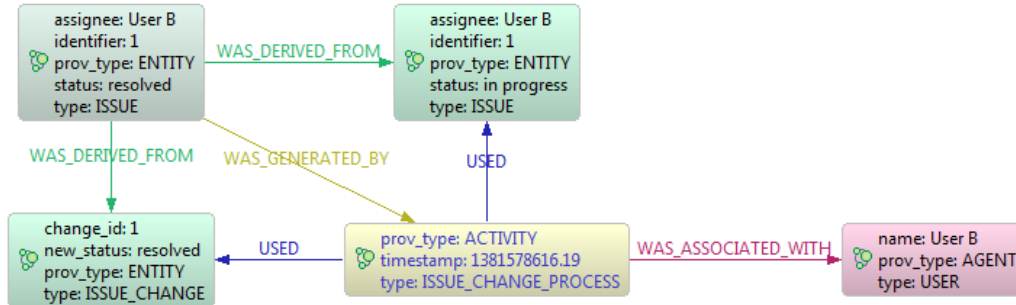 assignee: User B
identifier: 1
prov_type: ENTITY
status: resolved
type: ISSUE
WAS_DERIVED_FROM
assignee: User B
identifier: 1
prov_type: ENTITY
status: in progress
type: ISSUE
WAS_DERIVED_FROM
WAS_GENERATED_BY
USED
change_id: 1
new_status: resolved
prov_type: ENTITY
type: ISSUE_CHANGE
USED
prov_type: ACTIVITY
timestamp: 1381578616.19
type: ISSUE_CHANGE_PROCESS
WAS_ASSOCIATED_WITH
name: User B
prov_type: AGENT
type: USER